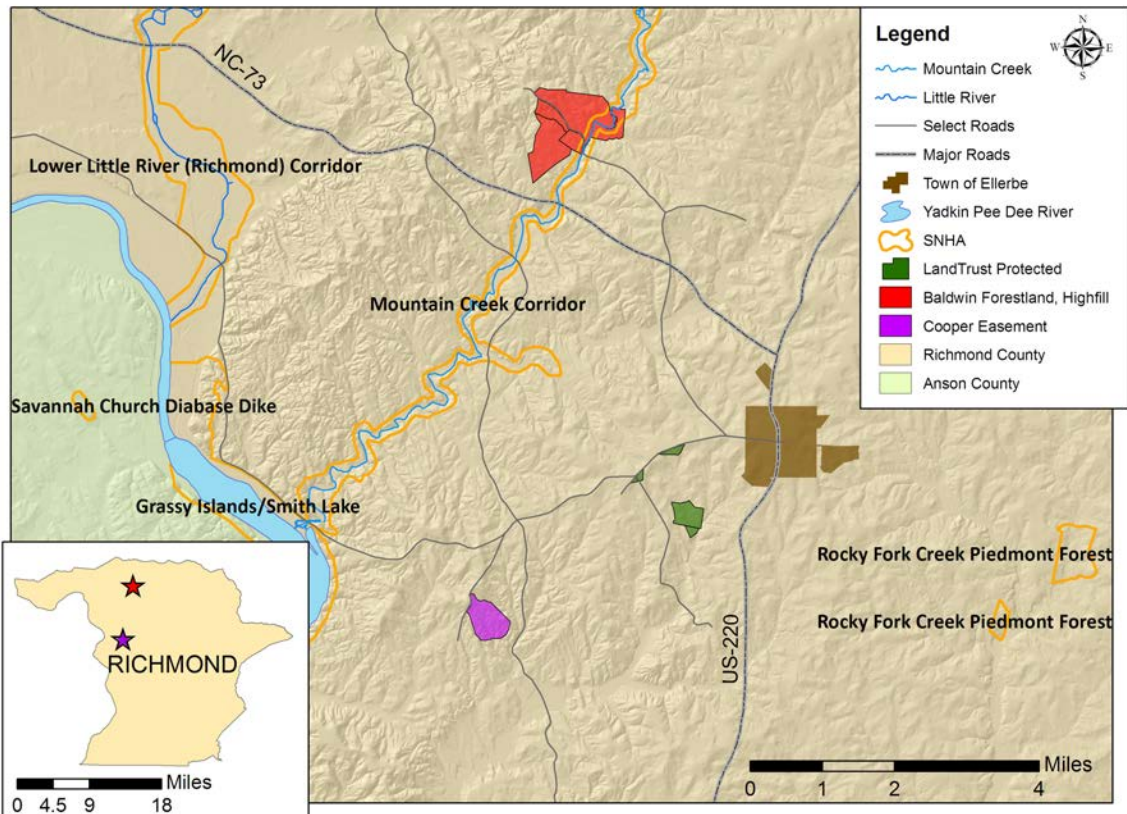 NC-73
Lower Little River (Richmond) Corridor
Mountain Creek Corridor
Savannah Church Diabase Dike
Grassy Islands/Smith Lake
Rocky Fork Creek Piedmont Forest
Rocky Fork Creek Piedmont Forest
US-220
Legend
N
W E
S
Mountain Creek
Little River
Select Roads
Major Roads
Town of Ellerbe
Yadkin Pee Dee River
SNHA
LandTrust Protected
Baldwin Forestland, Highfill
Cooper Easement
Richmond County
Anson County
RICHMOND
Miles
0 4.5 9 18
Miles
0 1 2 4